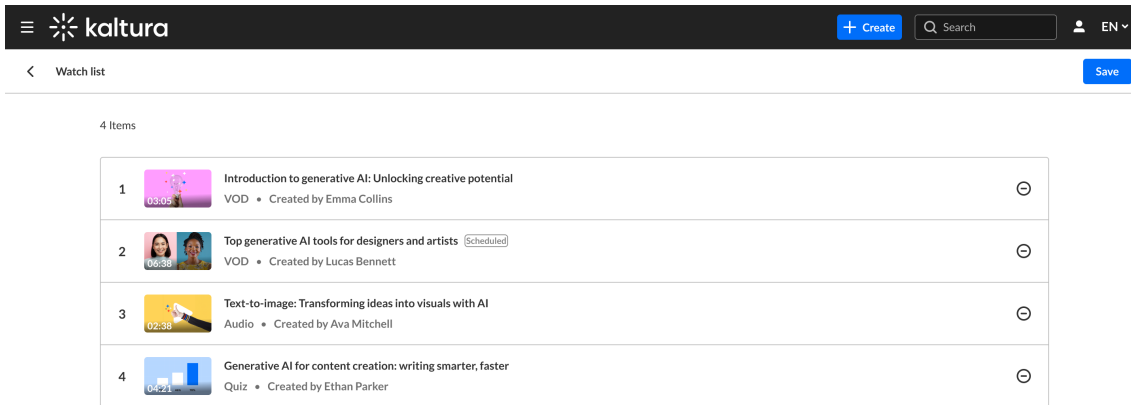 kaltura
Create
Search
EN
Watch list
Save
4 Items
1
03:05
Introduction to generative AI: Unlocking creative potential
VOD • Created by Emma Collins
2
06:38
Top generative AI tools for designers and artists Scheduled
VOD • Created by Lucas Bennett
3
02:38
Text-to-image: Transforming ideas into visuals with AI
Audio • Created by Ava Mitchell
4
04:21
Generative AI for content creation: writing smarter, faster
Quiz • Created by Ethan Parker